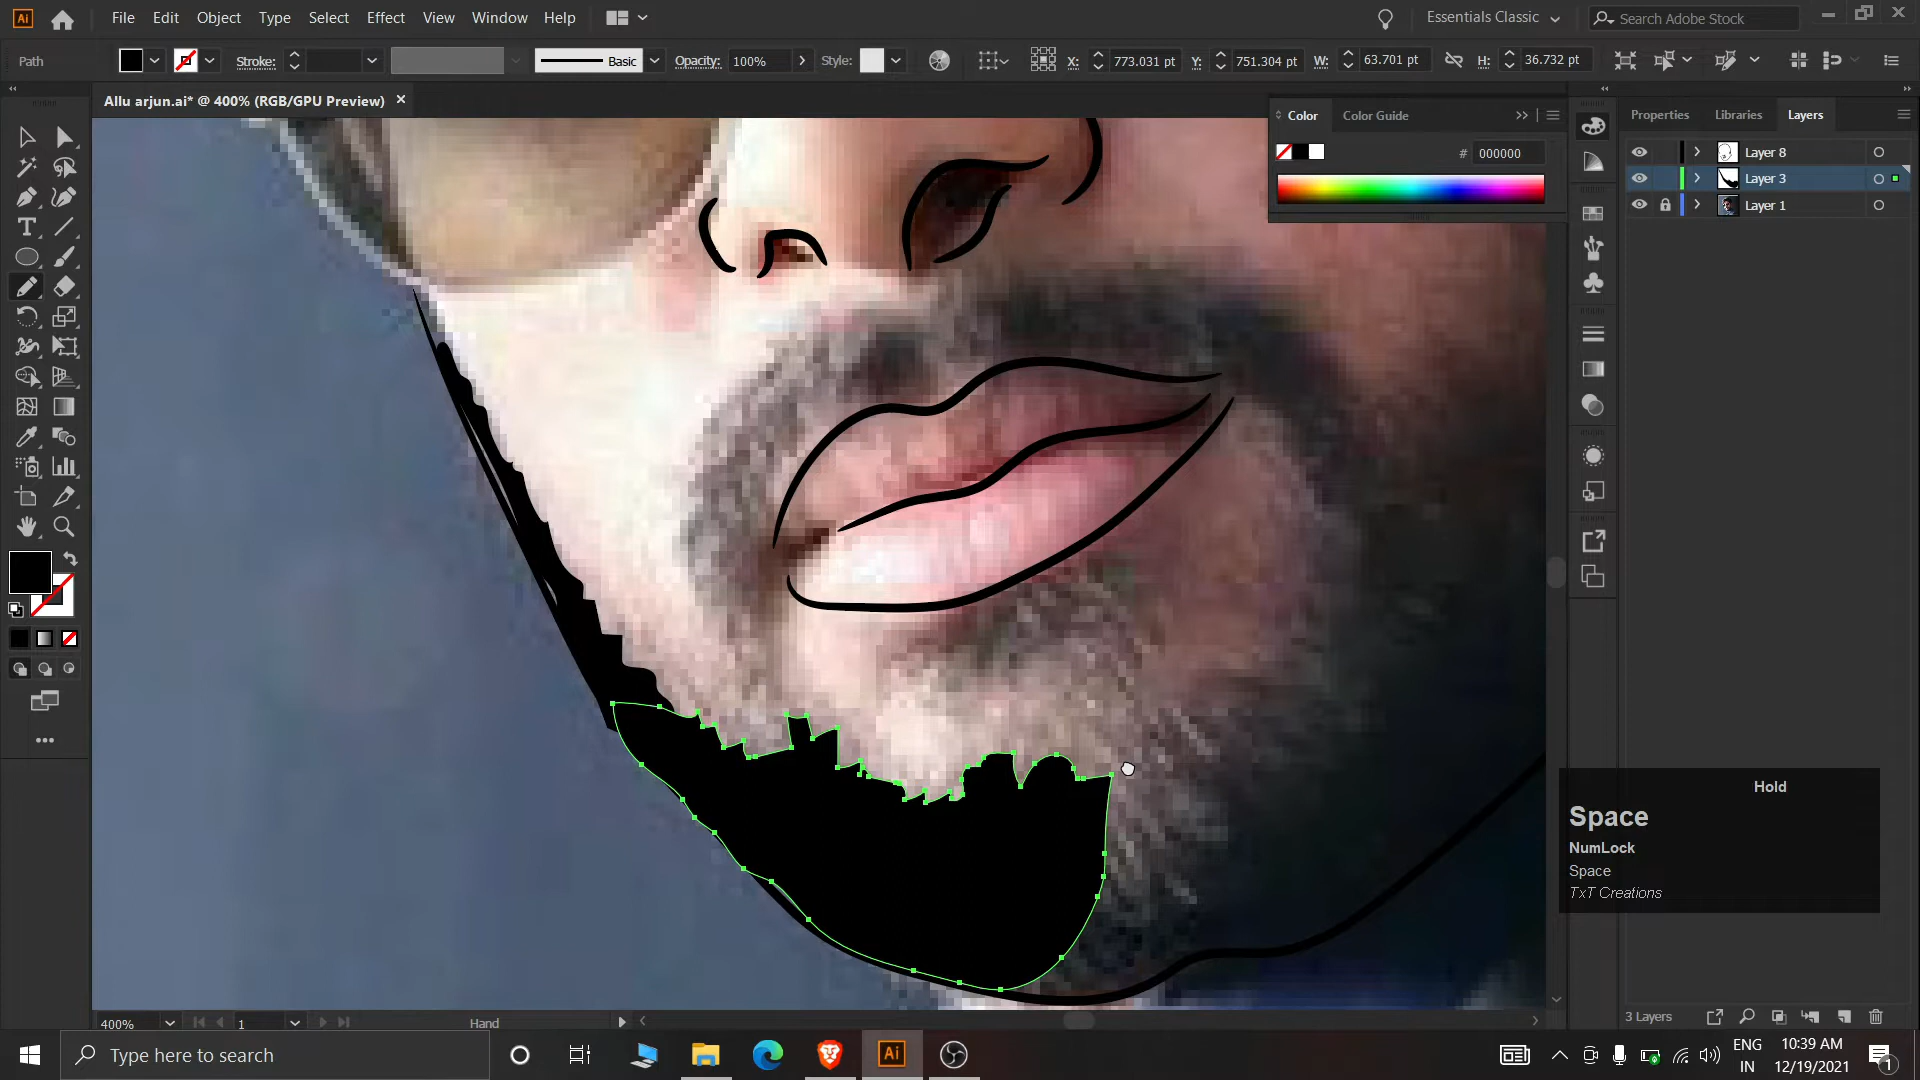 Ai
File Edit Object Type Select Effect View Window Help
Essentials Classic
Search Adobe Stock
Path
Stroke:
Basic
Opacity: 100%
Style:
X: 773.031 pt
Y: 751.304 pt
W: 63.701 pt
H: 36.732 pt
Allu arjun.ai* @ 400% (RGB/GPU Preview)
Color
Color Guide
# 000000
Properties
Libraries
Layers
Layer 8
Layer 3
Layer 1
Hold
Space
NumLock
Space
TxT Creations
400%
1
Hand
3 Layers
Type here to search
Ai
ENG
IN
10:39 AM
12/19/2021
1